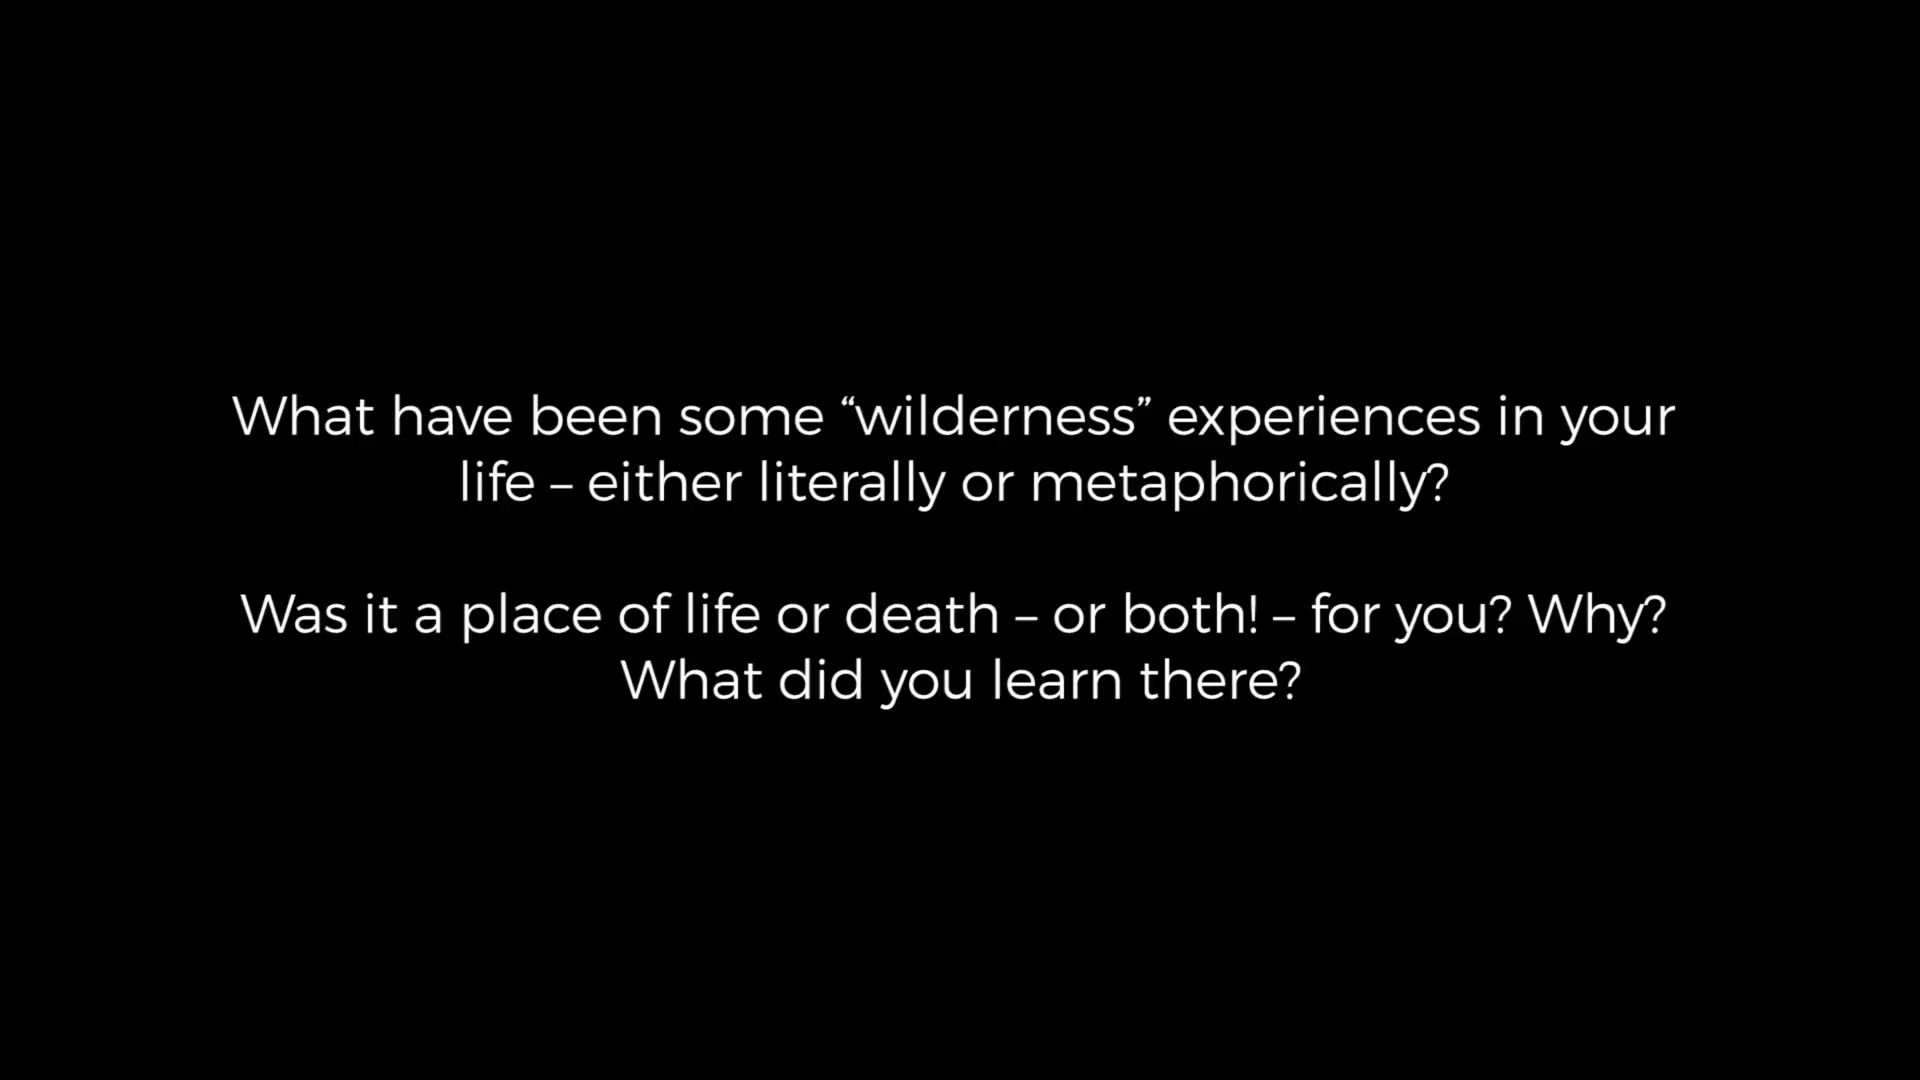 What have been some “wilderness” experiences in your
life – either literally or metaphorically?
Was it a place of life or death – or both! – for you? Why?
What did you learn there?